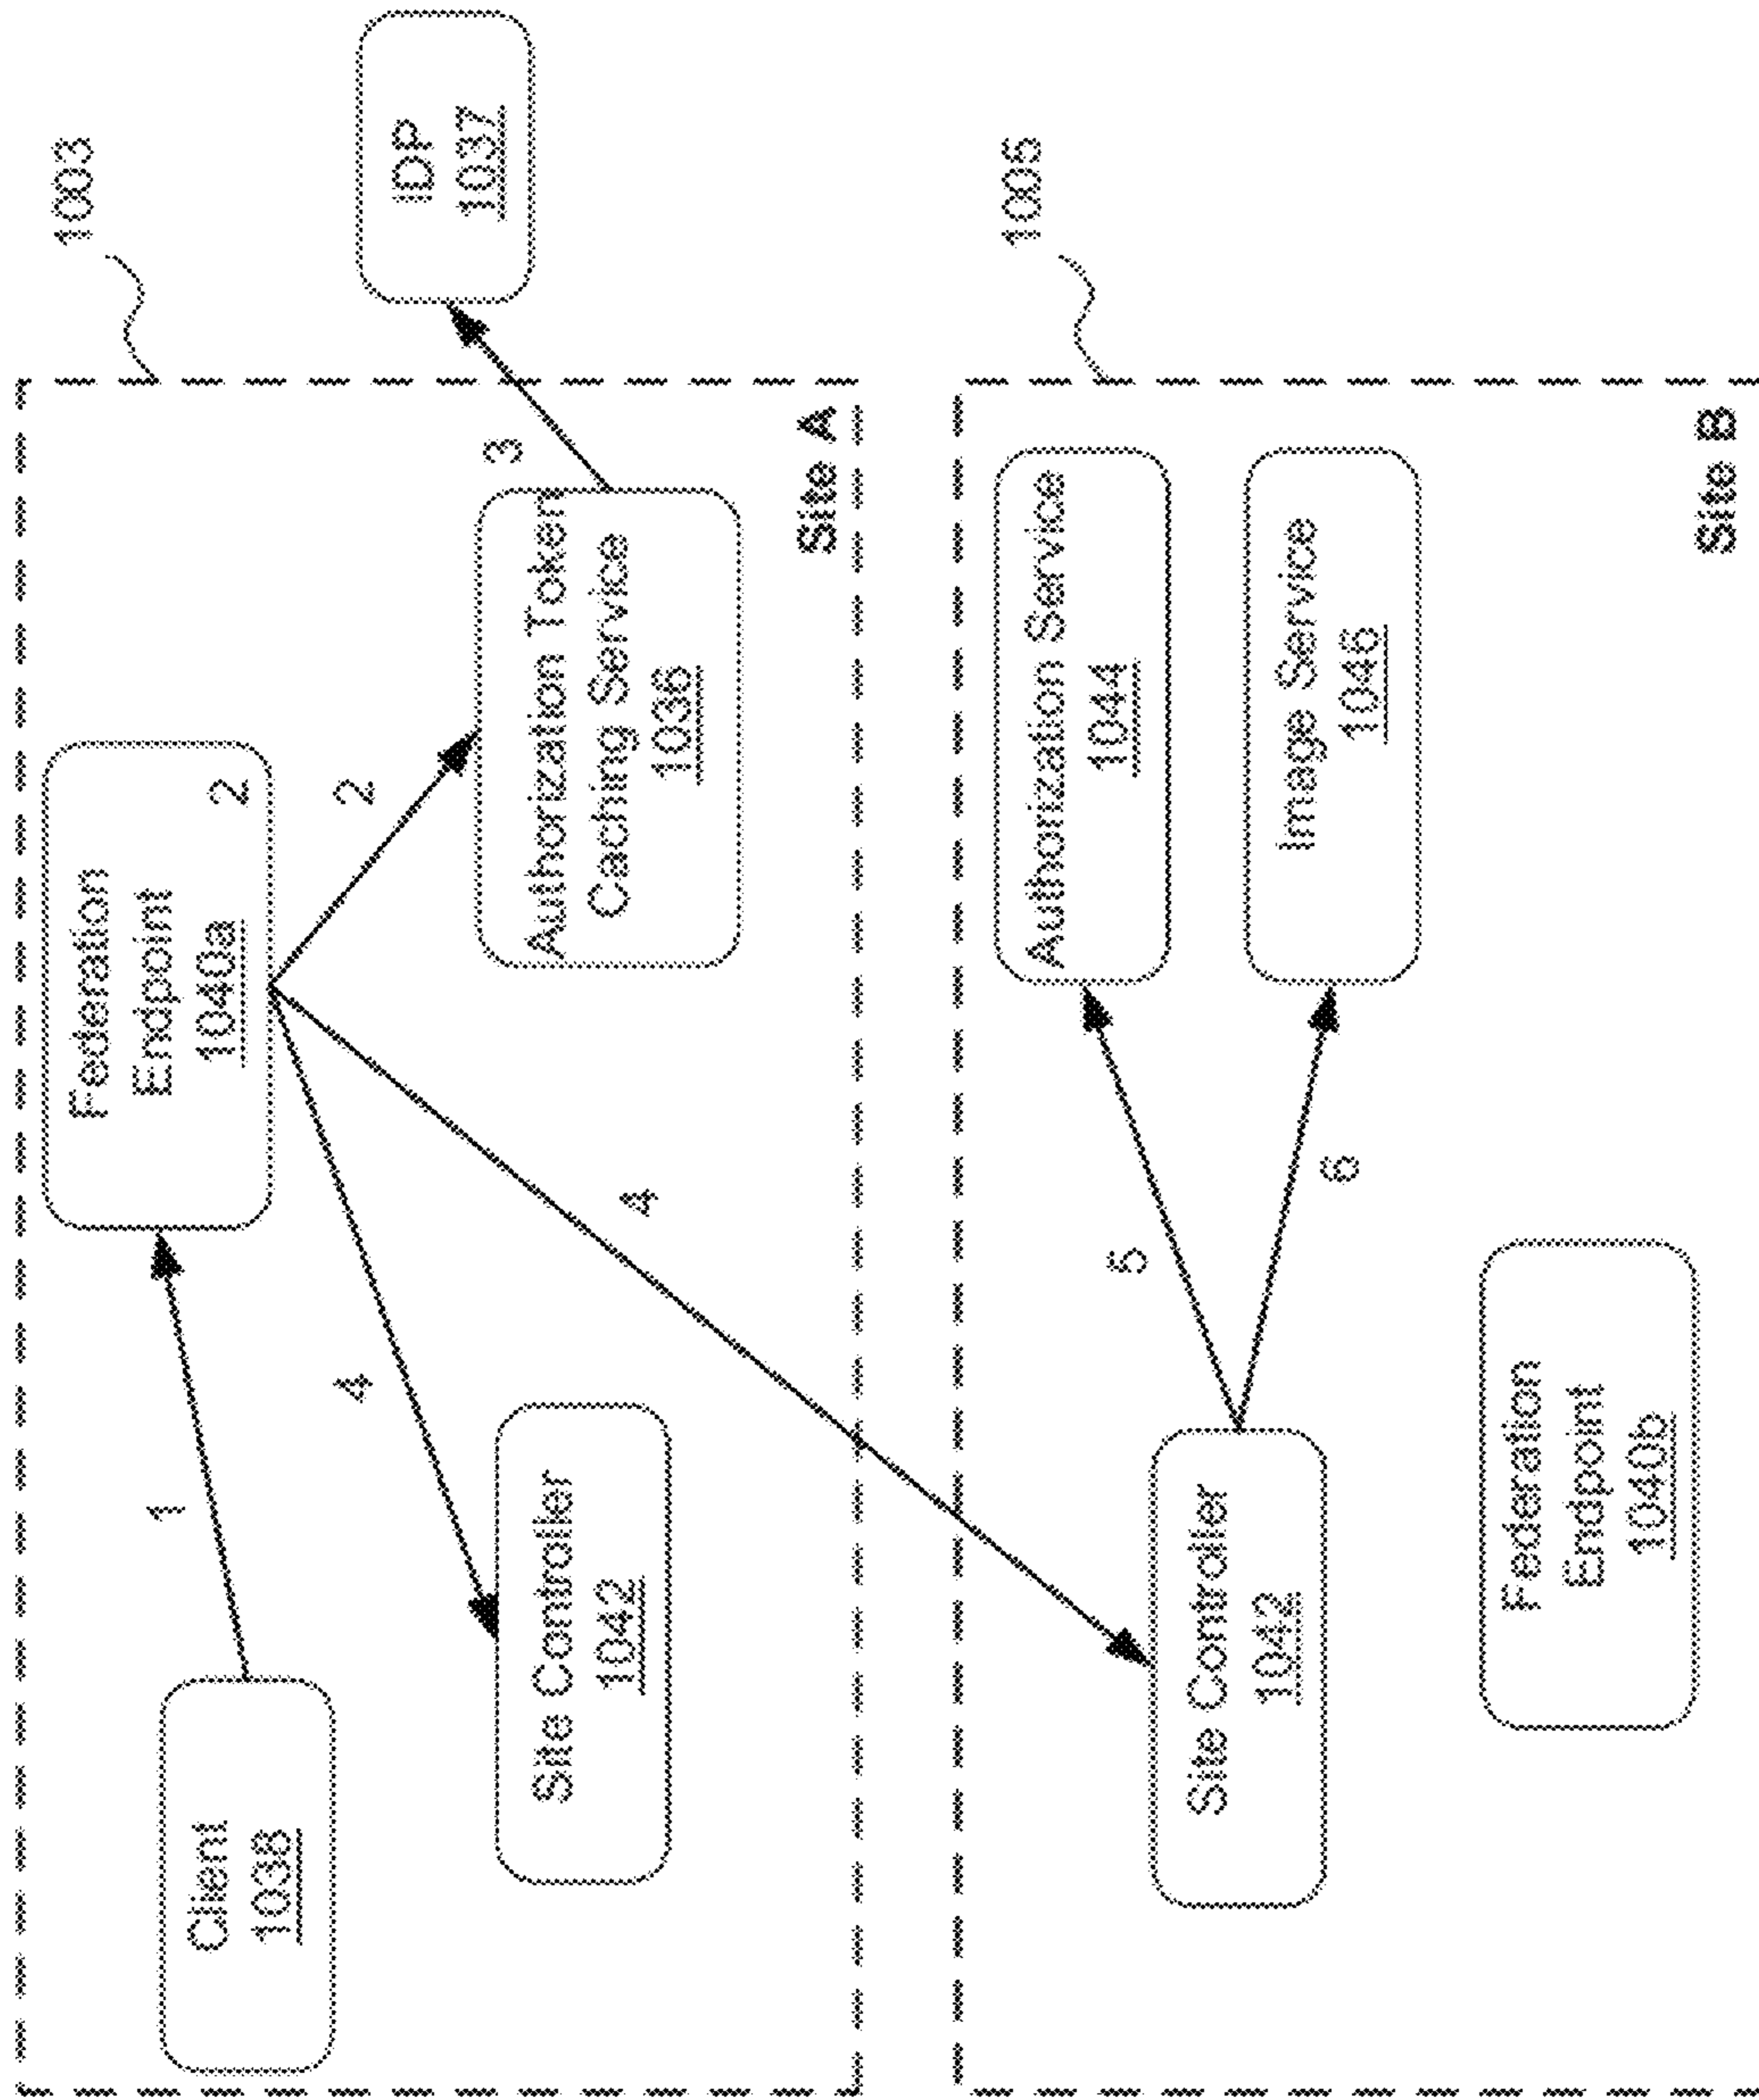 1003
Client
1038
1
Federation
Endpoint
1040a
2
2
4
4
Site Controller
1042
Authorization Token
Caching Service
1036
3
IDP
1037
Site A
1005
Site Controller
1042
5
6
Authorization Service
1044
Image Service
1046
Federation
Endpoint
1040b
Site B